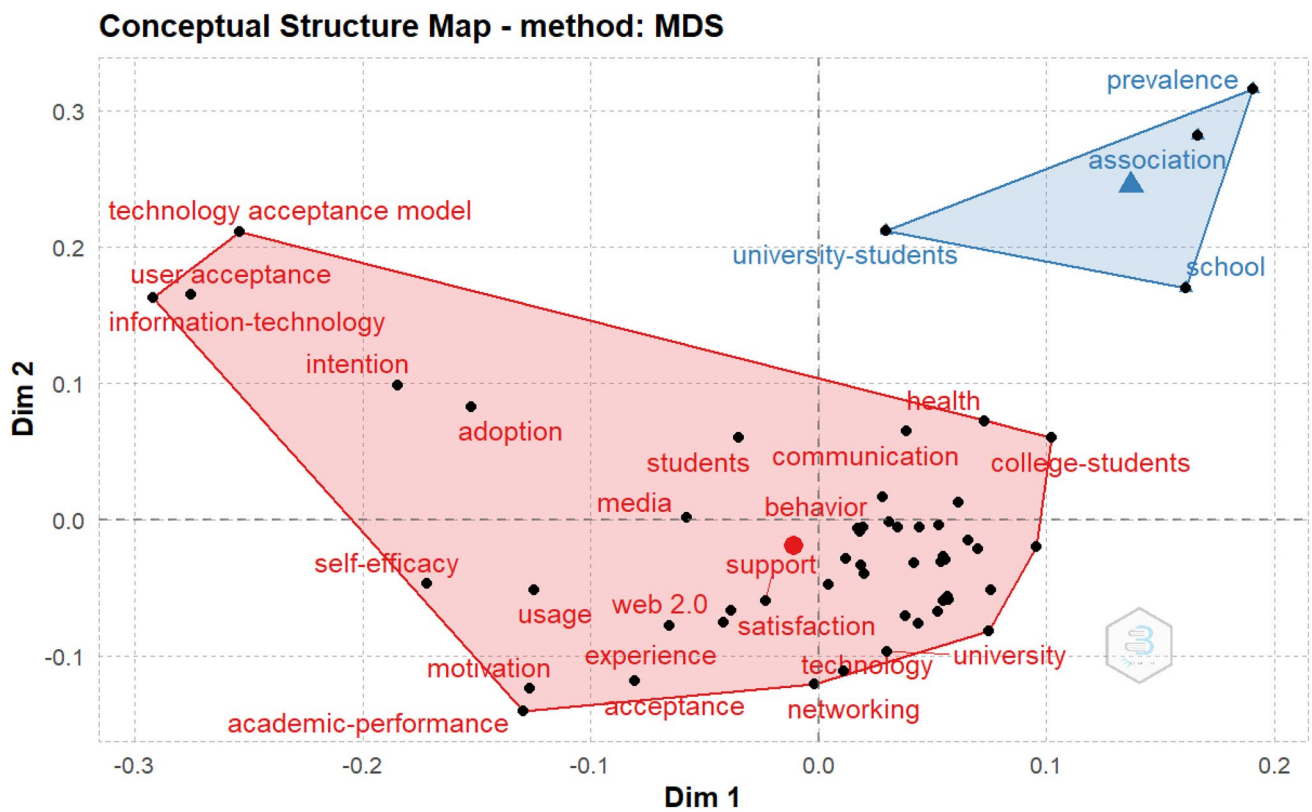 Conceptual Structure Map - method: MDS
prevalence
0.3
association
technology acceptance model
0.2
university-students
user acceptance
school
information-technology
intention
0.1
health
adoption
students
communication
college-students
media
behavior
0.0
self-efficacy
support
usage
web 2.0
satisfaction
experience
university
-0.1
motivation
technology
acceptance
networking
academic-performance
-0.3
-0.2
-0.1
0.0
0.1
0.2
Dim 1
Dim 2